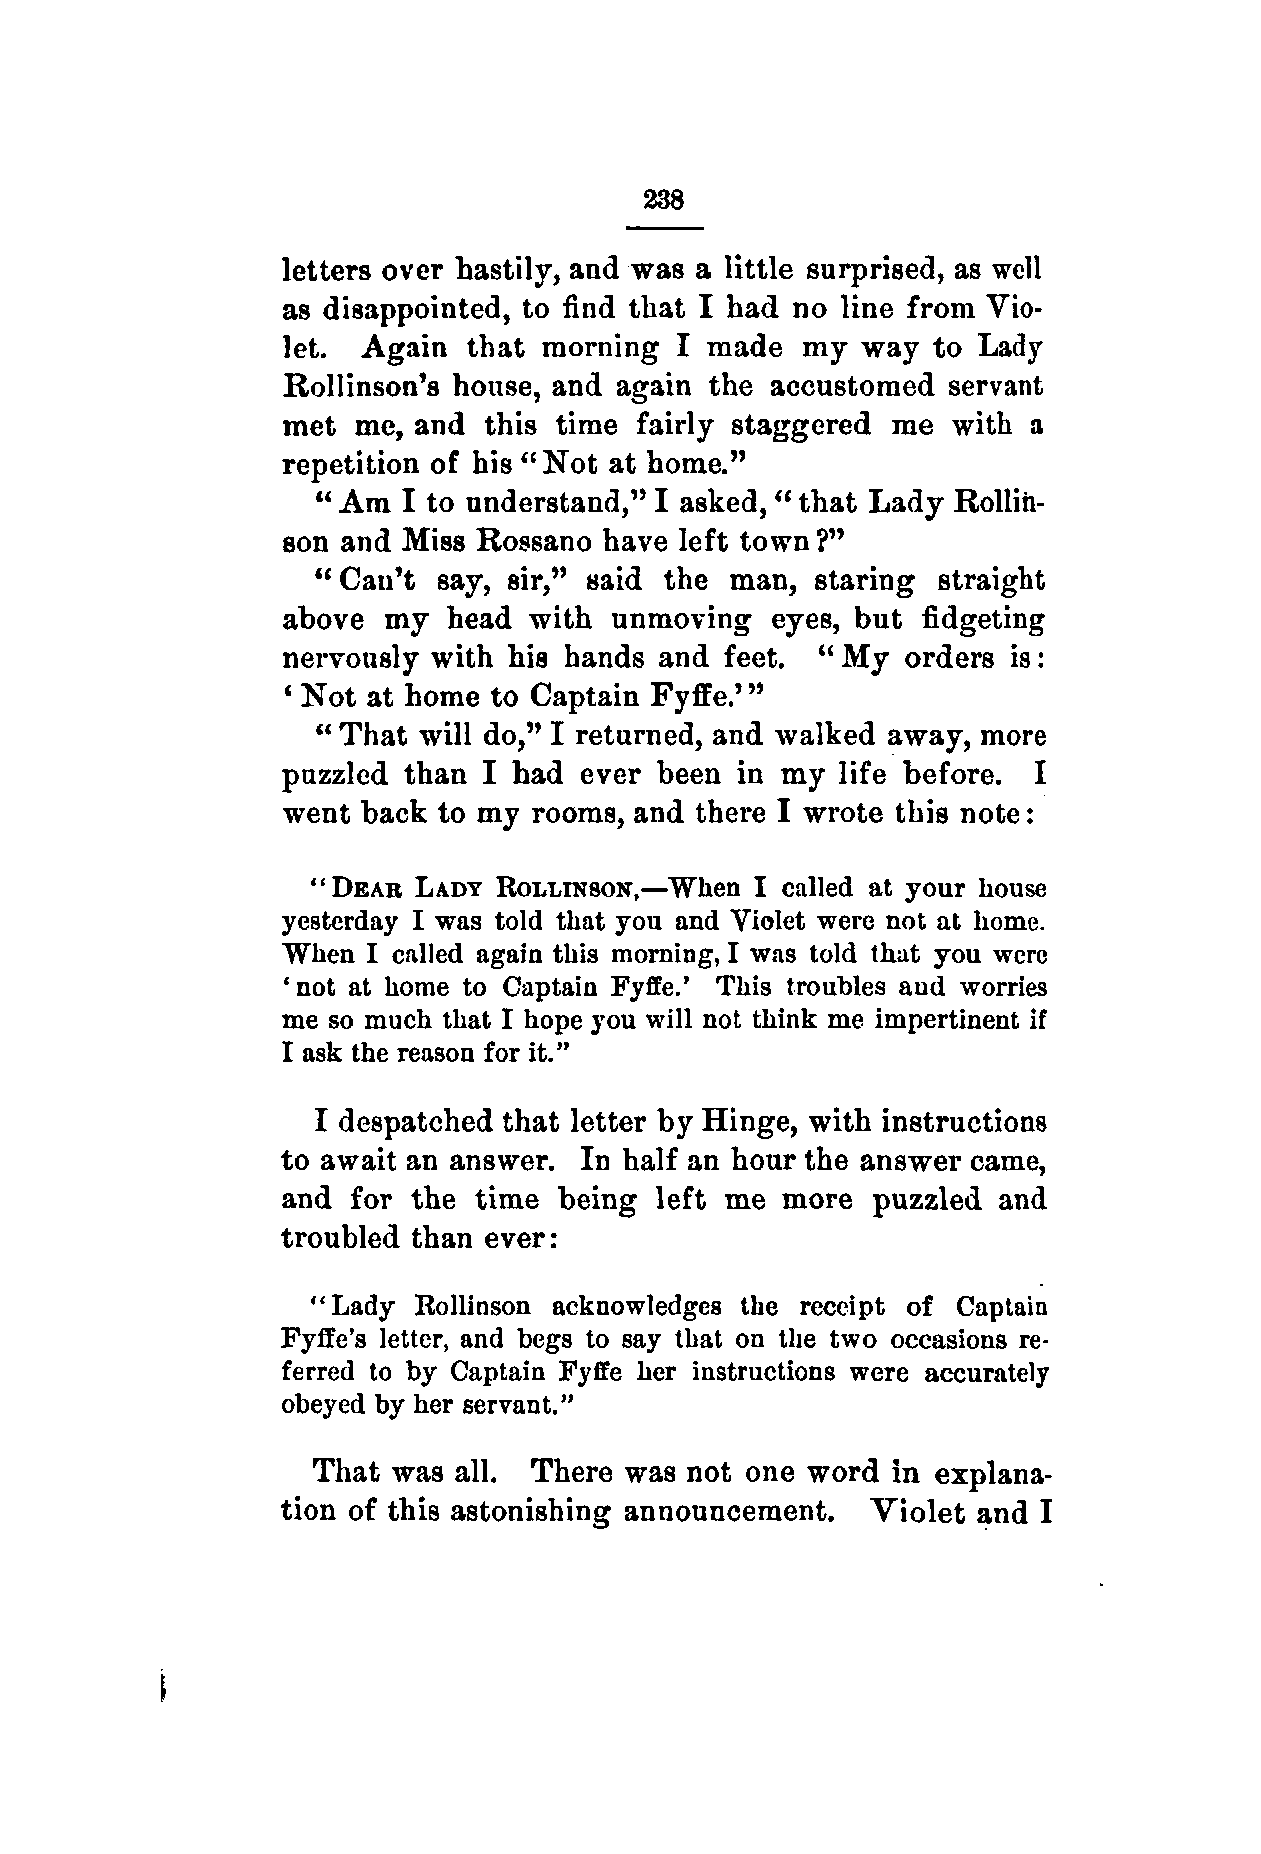 238
letters over hastily, and was a little surprised, as well
as disappointed, to find that I had no line from Vio-
let. Again that morning I made my way to Lady
Rollinson's house, and again the accustomed servant
met me, and this time fairly staggered me with a
repetition of his “Not at home.”
“Am I to understand,” I asked, “that Lady Rollin-
son and Miss Rossano have left town?”
“Can't say, sir,” said the man, staring straight
above my head with unmoving eyes, but fidgeting
nervously with his hands and feet. “My orders is:
‘Not at home to Captain Fyffe.’”
“That will do,” I returned, and walked away, more
puzzled than I had ever been in my life before. I
went back to my rooms, and there I wrote this note:
“DEAR LADY ROLLINSON,—When I called at your house
yesterday I was told that you and Violet were not at home.
When I called again this morning, I was told that you were
‘not at home to Captain Fyffe.’ This troubles and worries
me so much that I hope you will not think me impertinent if
I ask the reason for it.”
I despatched that letter by Hinge, with instructions
to await an answer. In half an hour the answer came,
and for the time being left me more puzzled and
troubled than ever:
“Lady Rollinson acknowledges the receipt of Captain
Fyffe's letter, and begs to say that on the two occasions re-
ferred to by Captain Fyffe her instructions were accurately
obeyed by her servant.”
That was all. There was not one word in explana-
tion of this astonishing announcement. Violet and I